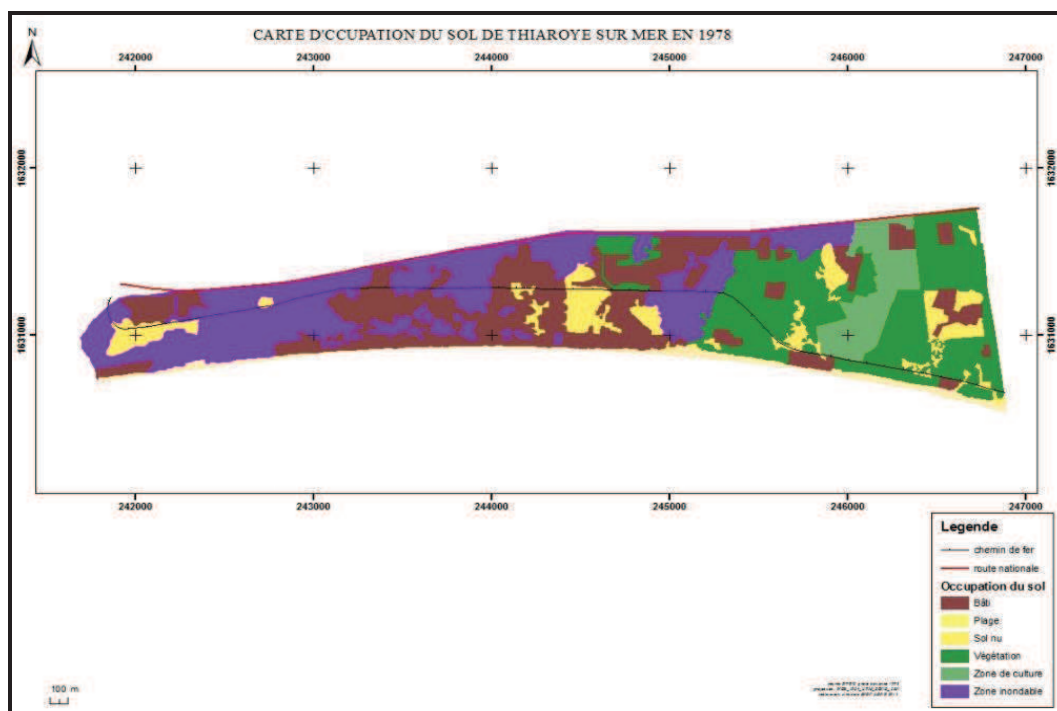 CARTE D'CCUPATION DU SOL DE THIAROYE SUR MER EN 1978
N
242000 243000 244000 245000 246000 247000
1632000 1632000
1631000 1631000
242000 243000 244000 245000 246000 247000
Legende
chemin de fer
route nationale
Occupation du sol
Bâti
Plage
Sol nu
Végétation
Zone de culture
Zone inondable
100 m